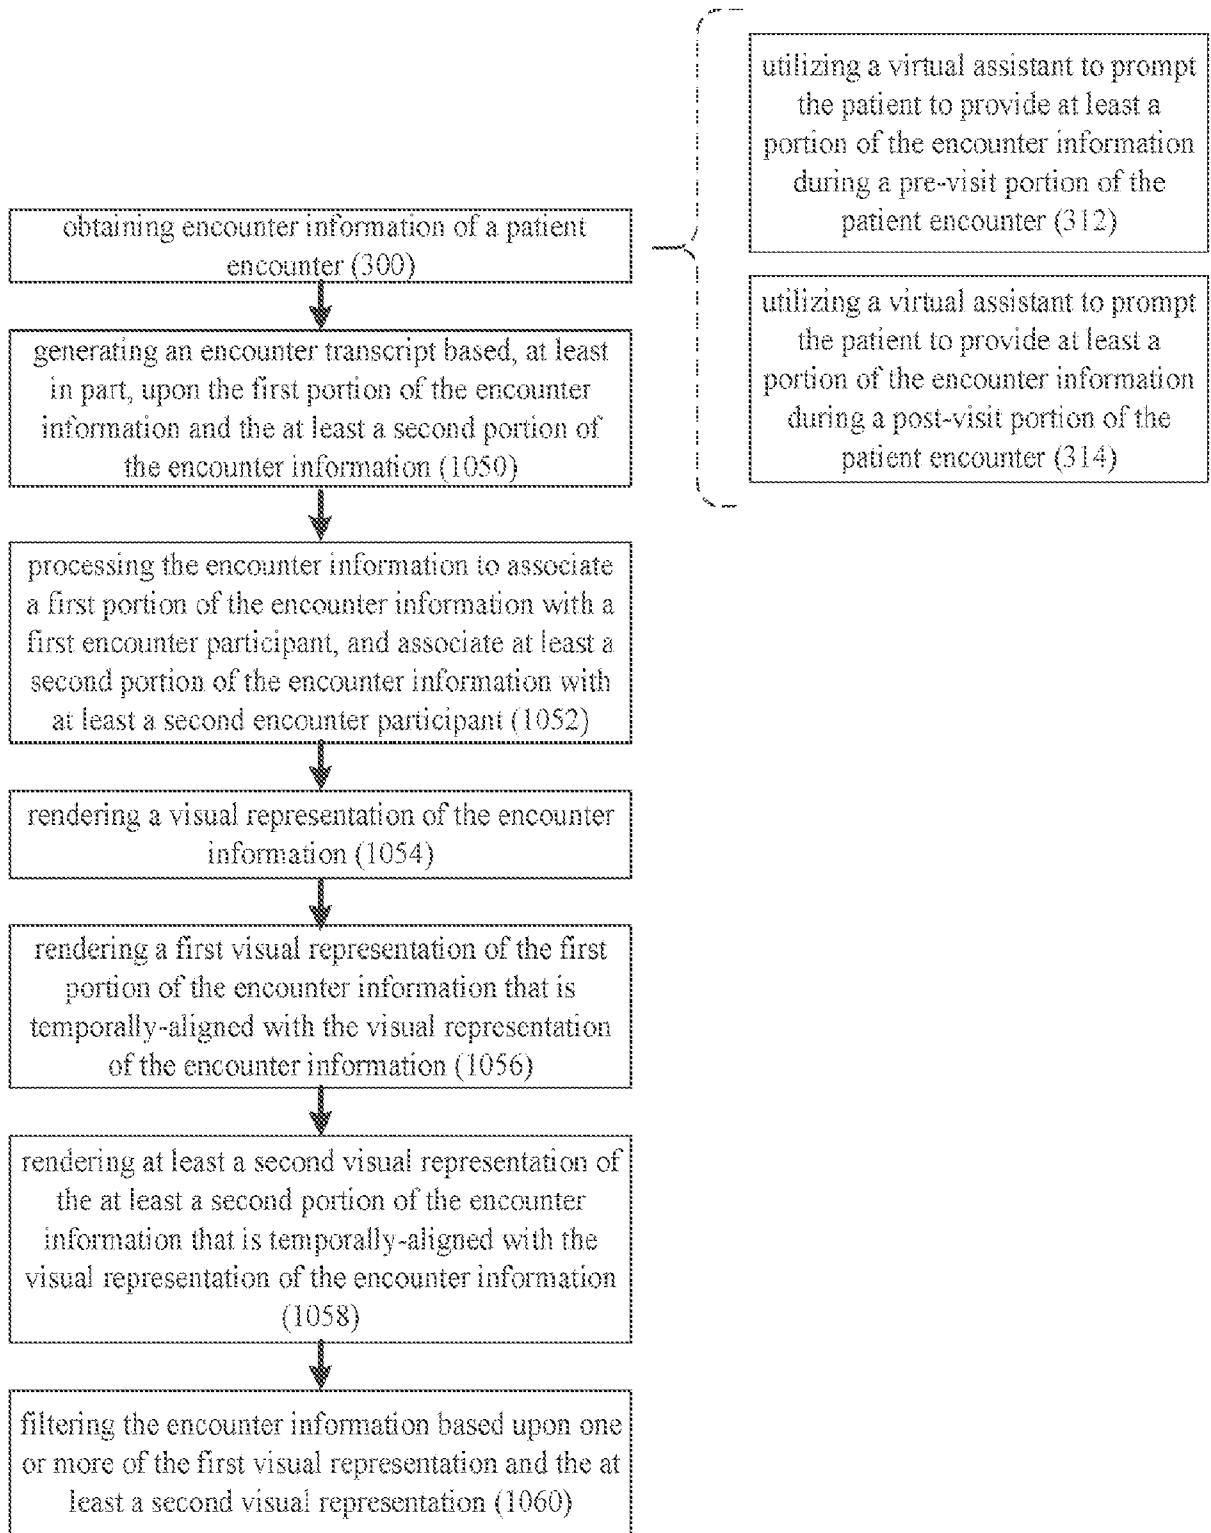 obtaining encounter information of a patient
encounter (300)
utilizing a virtual assistant to prompt
the patient to provide at least a
portion of the encounter information
during a pre-visit portion of the
patient encounter (312)
utilizing a virtual assistant to prompt
the patient to provide at least a
portion of the encounter information
during a post-visit portion of the
patient encounter (314)
generating an encounter transcript based, at least
in part, upon the first portion of the encounter
information and the at least a second portion of
the encounter information (1050)
processing the encounter information to associate
a first portion of the encounter information with a
first encounter participant, and associate at least a
second portion of the encounter information with
at least a second encounter participant (1052)
rendering a visual representation of the encounter
information (1054)
rendering a first visual representation of the first
portion of the encounter information that is
temporally-aligned with the visual representation
of the encounter information (1056)
rendering at least a second visual representation of
the at least a second portion of the encounter
information that is temporally-aligned with the
visual representation of the encounter information
(1058)
filtering the encounter information based upon one
or more of the first visual representation and the at
least a second visual representation (1060)